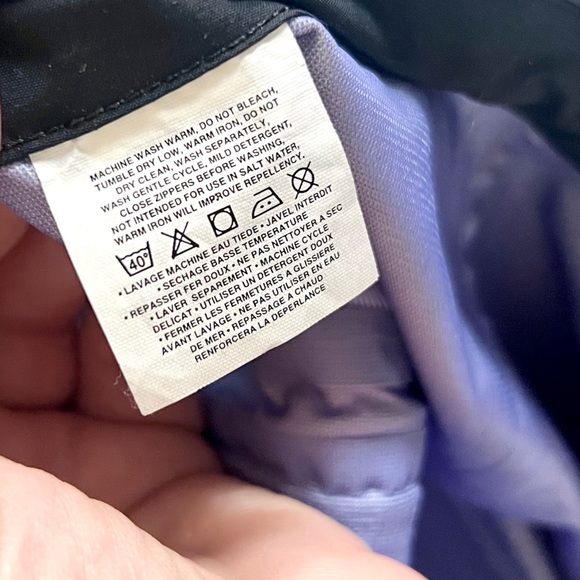 MACHINE WASH WARM, DO NOT BLEACH,
TUMBLE DRY LOW, WARM IRON, DO NOT
DRY CLEAN. WASH SEPARATELY,
WASH GENTLE CYCLE, MILD DETERGENT,
CLOSE ZIPPERS BEFORE WASHING,
NOT INTENDED FOR USE IN SALT WATER,
WARM IRON WILL IMPROVE REPELLENCY.
40°
• LAVAGE MACHINE EAU TIEDE • JAVEL INTERDIT
• SECHAGE BASSE TEMPERATURE
• REPASSER FER DOUX • NE PAS NETTOYER A SEC
• LAVER SEPAREMENT • MACHINE CYCLE
DELICAT • UTILISER UN DETERGENT DOUX
• FERMER LES FERMETURES A GLISSIERE
AVANT LAVAGE • NE PAS UTILISER EN EAU
DE MER • REPASSAGE A CHAUD
RENFORCERA LA DEPERLANCE